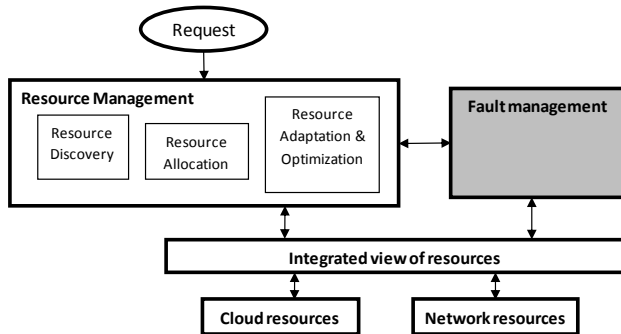 Request
Resource Management
Fault management
Resource
Discovery
Resource
Allocation
Resource
Adaptation &
Optimization
Integrated view of resources
Cloud resources
Network resources